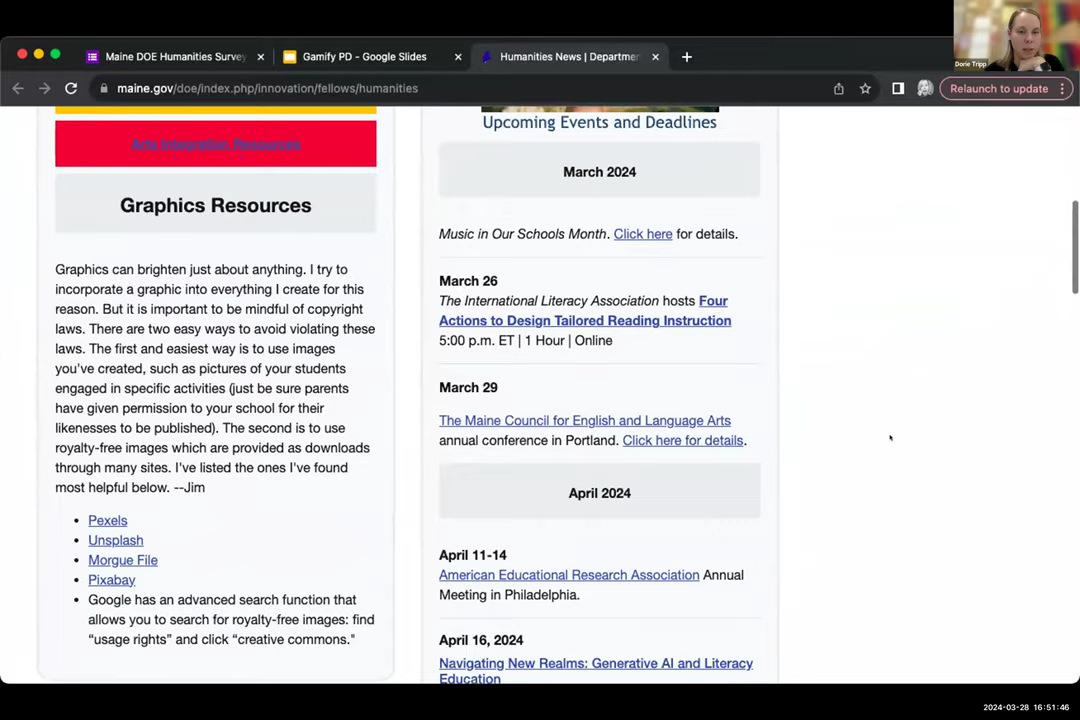 Maine DOE Humanities Survey
Gamify PD - Google Slides
Humanities News | Departmen
Dorie Tripp
maine.gov/doe/index.php/innovation/fellows/humanities
Relaunch to update
Arts Integration Resources
Graphics Resources
Graphics can brighten just about anything. I try to
incorporate a graphic into everything I create for this
reason. But it is important to be mindful of copyright
laws. There are two easy ways to avoid violating these
laws. The first and easiest way is to use images
you've created, such as pictures of your students
engaged in specific activities (just be sure parents
have given permission to your school for their
likenesses to be published). The second is to use
royalty-free images which are provided as downloads
through many sites. I've listed the ones I've found
most helpful below. --Jim
• Pexels
• Unsplash
• Morgue File
• Pixabay
• Google has an advanced search function that
allows you to search for royalty-free images: find
“usage rights” and click “creative commons."
Upcoming Events and Deadlines
March 2024
Music in Our Schools Month. Click here for details.
March 26
The International Literacy Association hosts Four
Actions to Design Tailored Reading Instruction
5:00 p.m. ET | 1 Hour | Online
March 29
The Maine Council for English and Language Arts
annual conference in Portland. Click here for details.
April 2024
April 11-14
American Educational Research Association Annual
Meeting in Philadelphia.
April 16, 2024
Navigating New Realms: Generative AI and Literacy
Education
2024-03-28 16:51:46